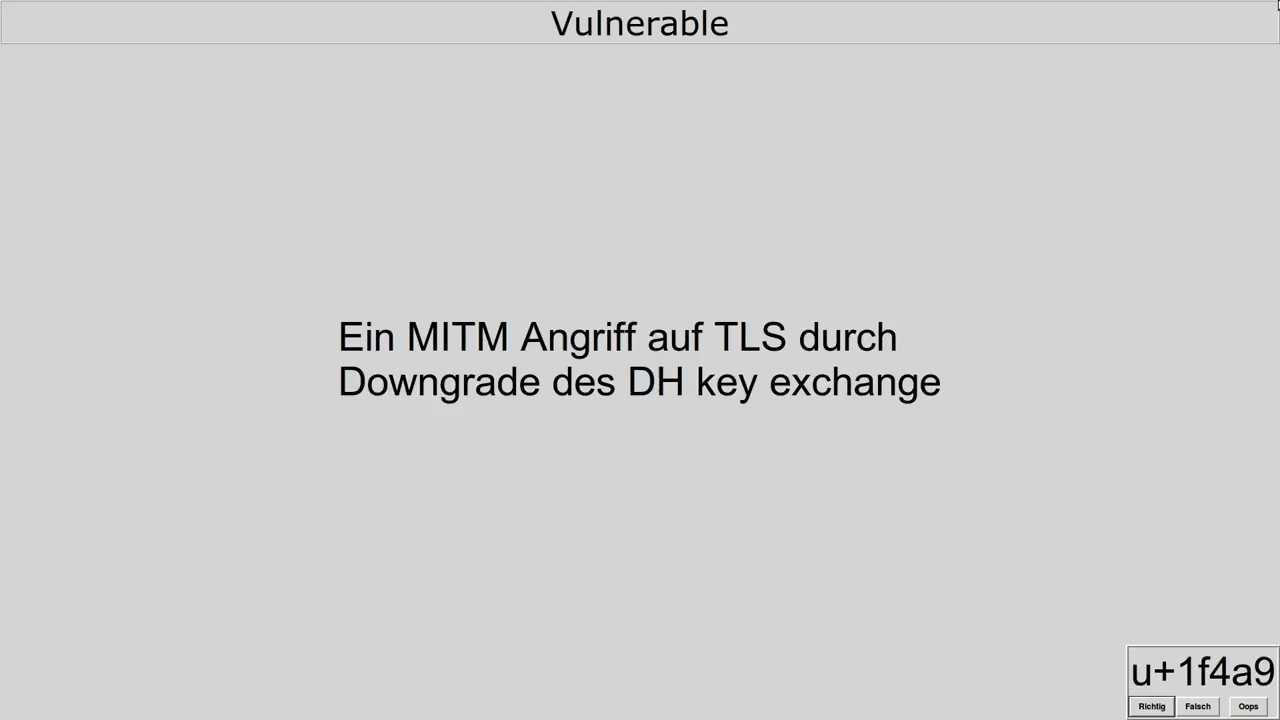 Vulnerable
Ein MITM Angriff auf TLS durch
Downgrade des DH key exchange
u+1f4a9
Richtig Falsch Oops